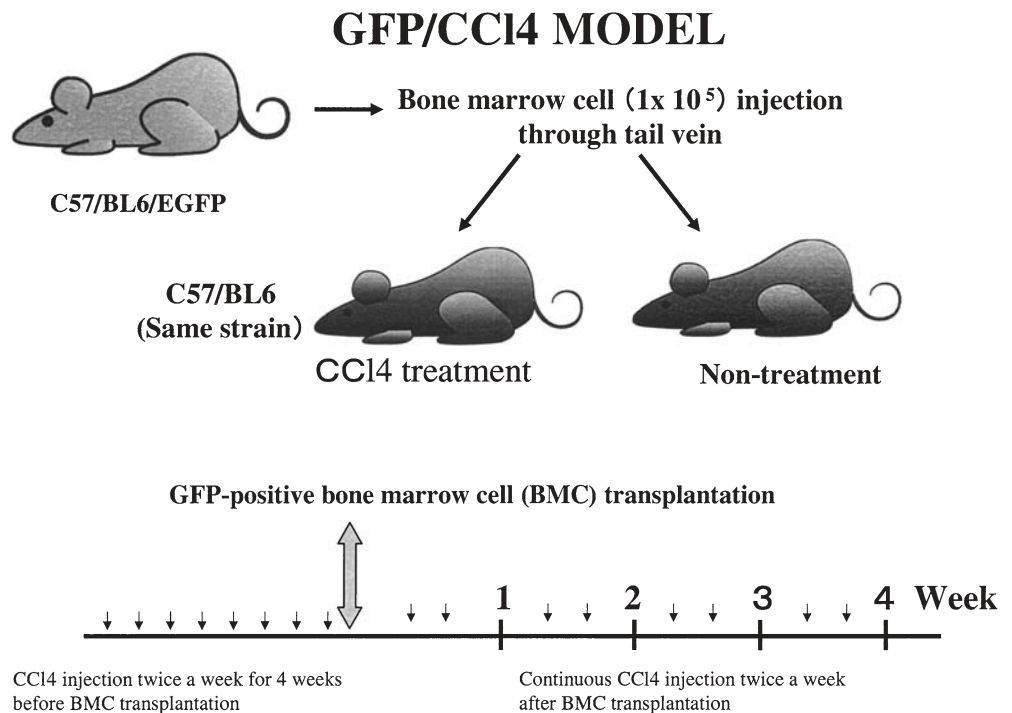 GFP/CCl4 MODEL
Bone marrow cell (1x 10⁵) injection
through tail vein
C57/BL6/EGFP
C57/BL6
(Same strain)
CCl4 treatment
Non-treatment
GFP-positive bone marrow cell (BMC) transplantation
1 2 3 4 Week
CCl4 injection twice a week for 4 weeks
before BMC transplantation
Continuous CCl4 injection twice a week
after BMC transplantation